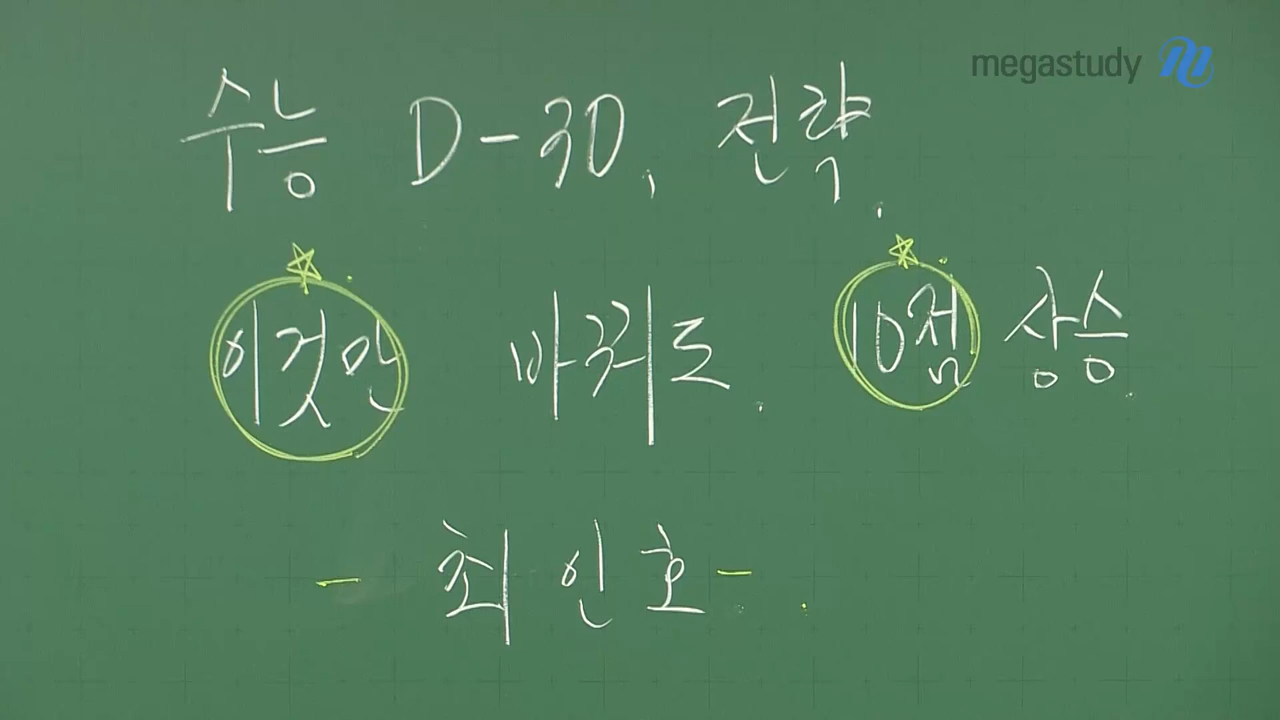 megastudy
수능 D-30, 전략.
이것만 바꿔도. 10점 상승.
- 최인호 -.